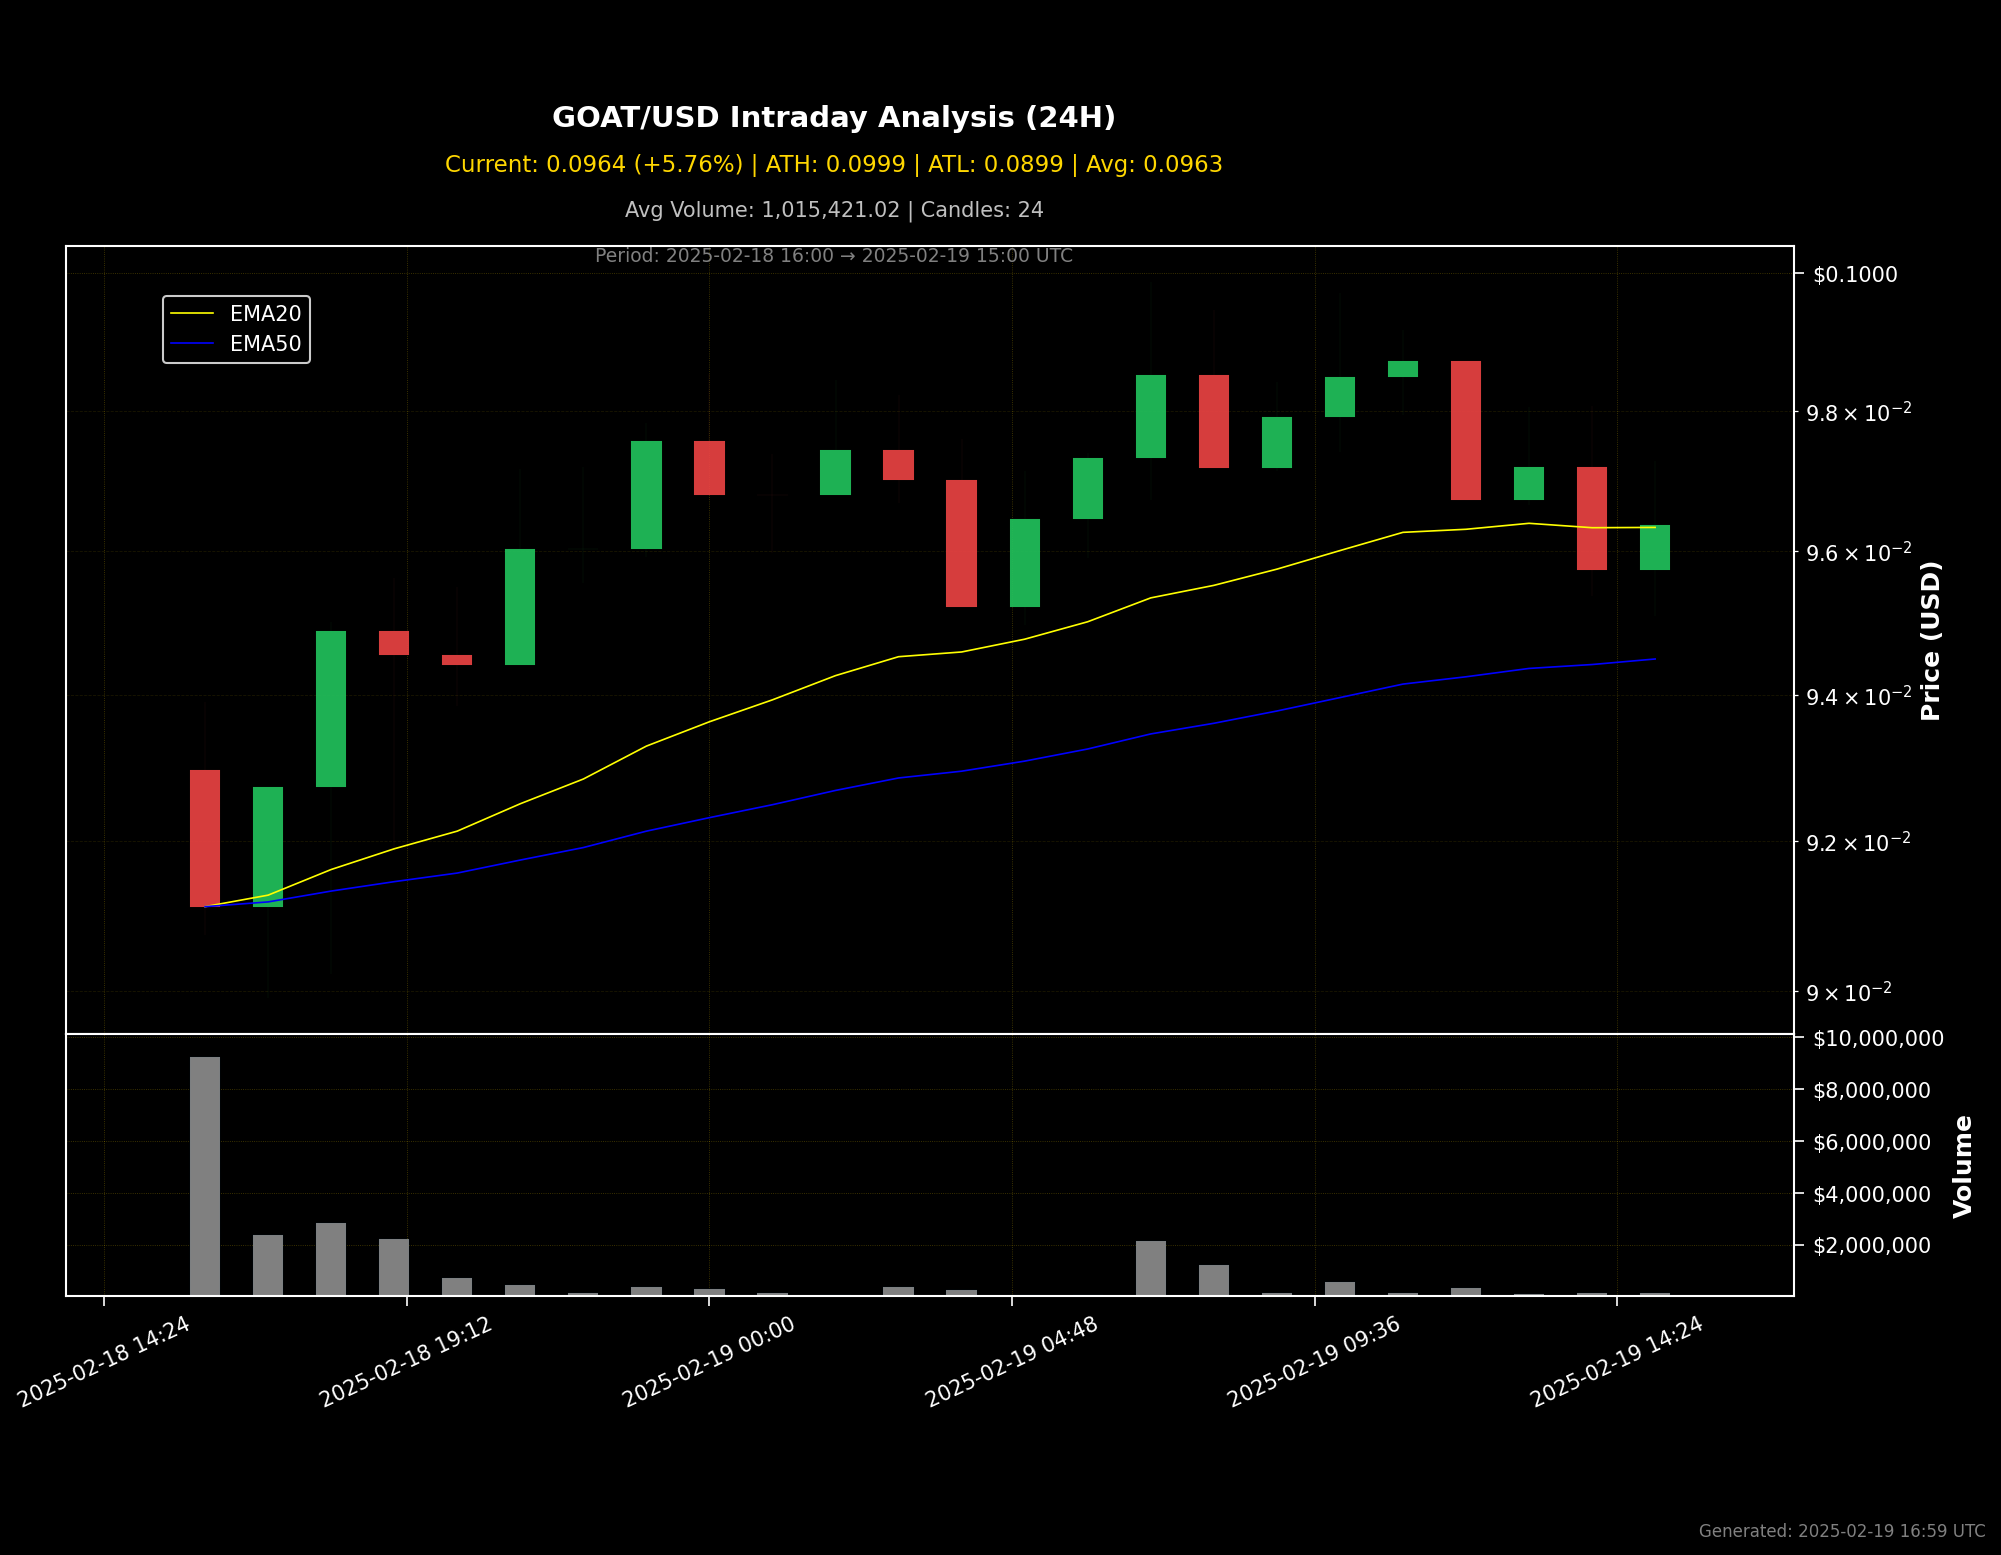 GOAT/USD Intraday Analysis (24H)
Current: 0.0964 (+5.76%) | ATH: 0.0999 | ATL: 0.0899 | Avg: 0.0963
Avg Volume: 1,015,421.02 | Candles: 24
Period: 2025-02-18 16:00 → 2025-02-19 15:00 UTC
EMA20
EMA50
$0.1000
9.8 × 10⁻²
9.6 × 10⁻²
9.4 × 10⁻²
9.2 × 10⁻²
9 × 10⁻²
Price (USD)
$10,000,000
$8,000,000
$6,000,000
$4,000,000
$2,000,000
Volume
2025-02-18 14:24
2025-02-18 19:12
2025-02-19 00:00
2025-02-19 04:48
2025-02-19 09:36
2025-02-19 14:24
Generated: 2025-02-19 16:59 UTC